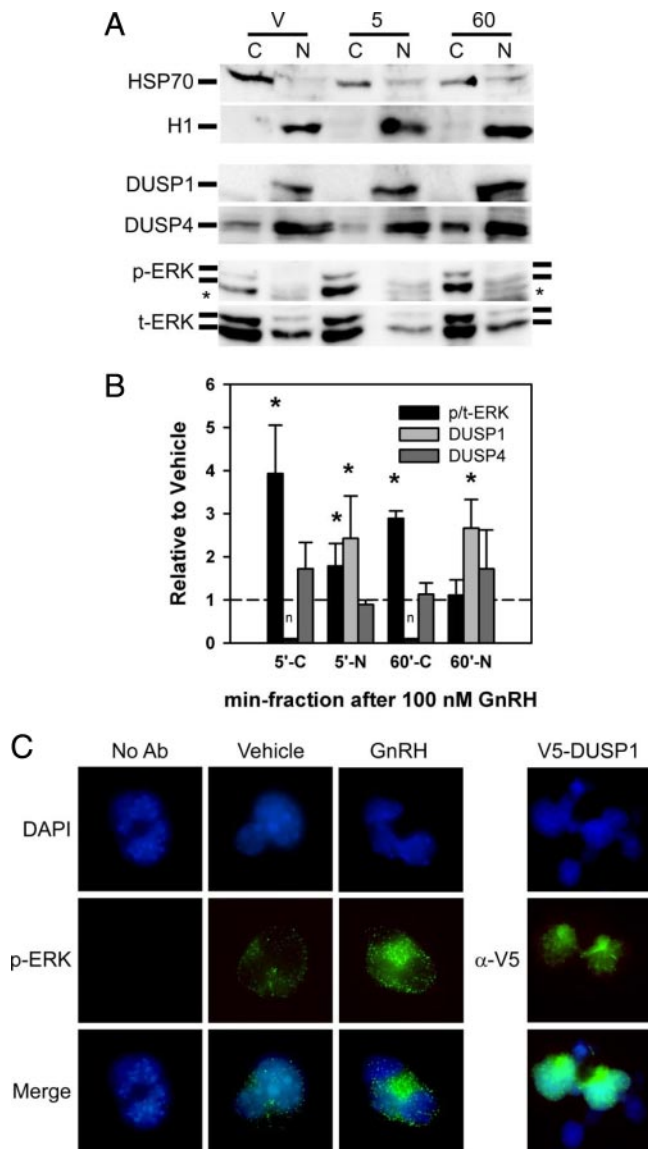 A
V 5 60
C N C N C N
HSP70
H1
DUSP1
DUSP4
p-ERK
* *
t-ERK
B
Relative to Vehicle
6
5
4
3
2
1
0
* * * * *
p/t-ERK
DUSP1
DUSP4
n n
5'-C 5'-N 60'-C 60'-N
min-fraction after 100 nM GnRH
C
No Ab Vehicle GnRH V5-DUSP1
DAPI
p-ERK α-V5
Merge